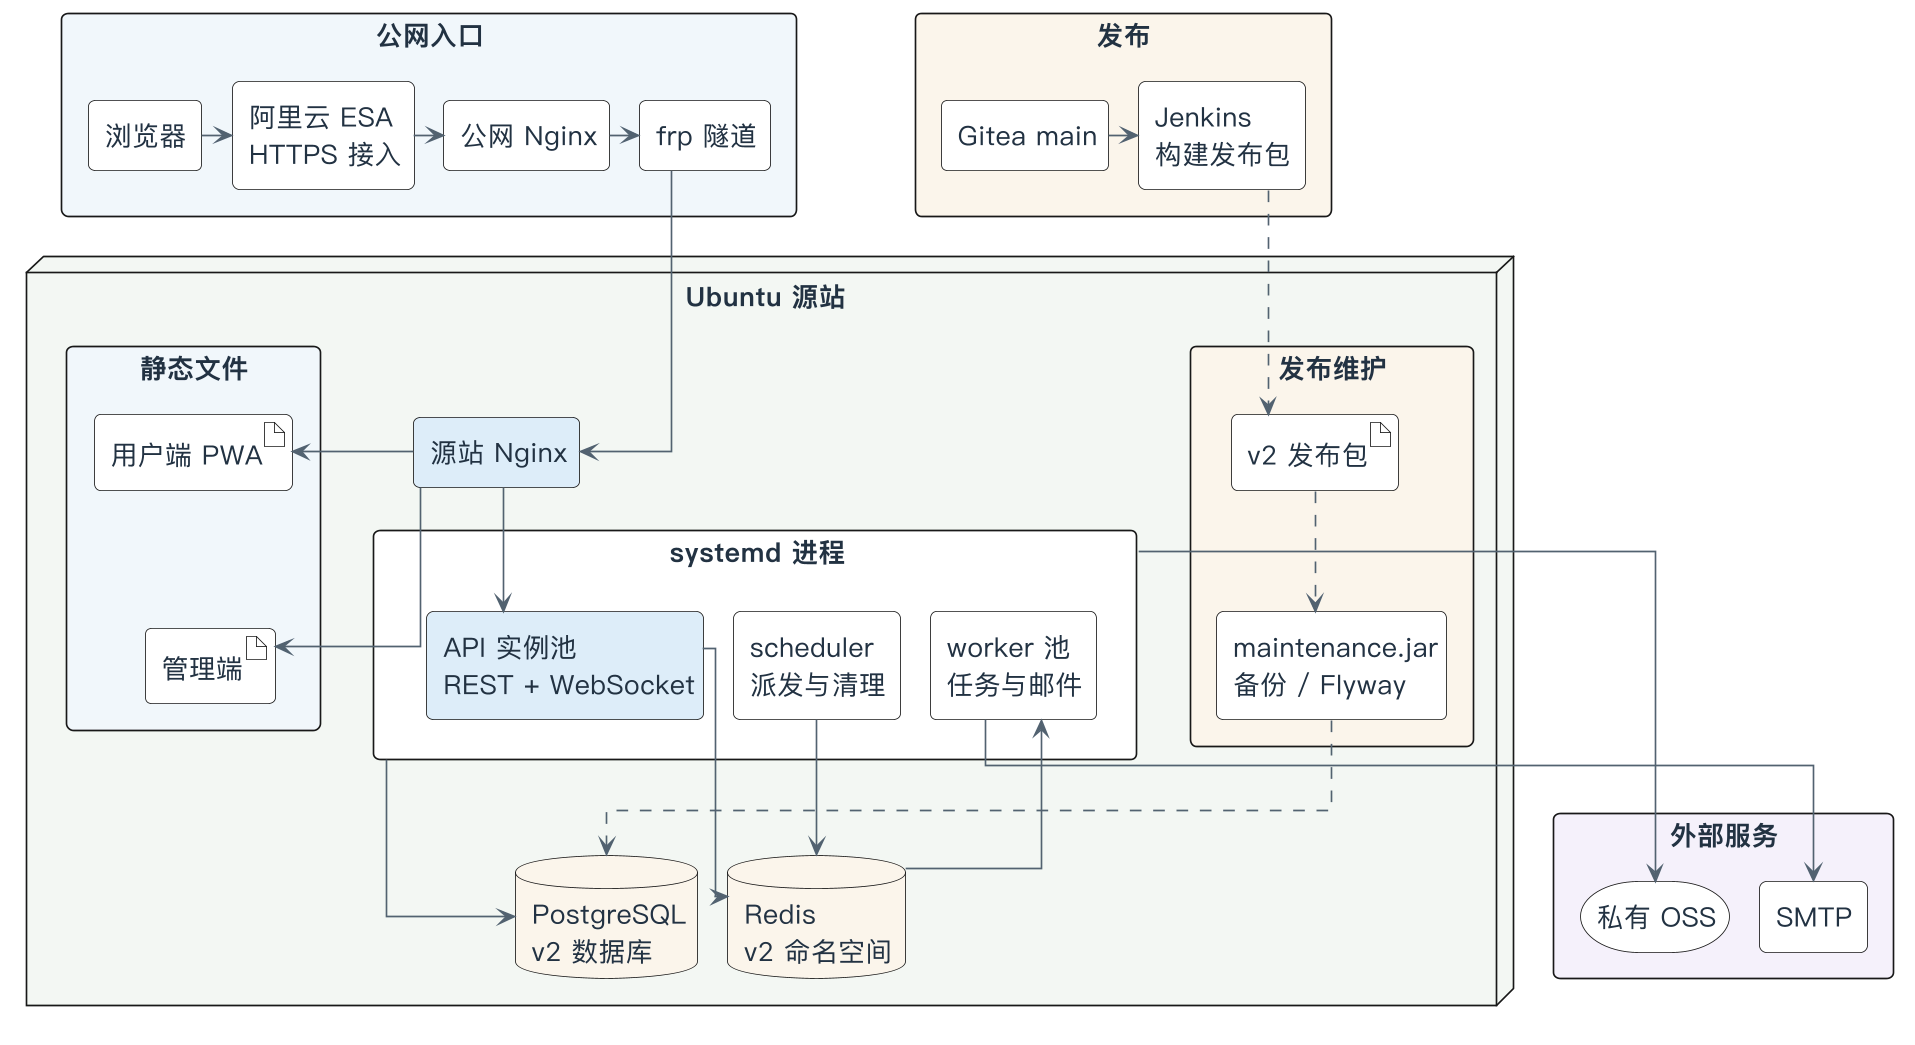 公网入口
浏览器
阿里云 ESA
HTTPS 接入
公网 Nginx
frp 隧道
发布
Gitea main
Jenkins
构建发布包
Ubuntu 源站
静态文件
用户端 PWA
管理端
源站 Nginx
systemd 进程
API 实例池
REST + WebSocket
scheduler
派发与清理
worker 池
任务与邮件
发布维护
v2 发布包
maintenance.jar
备份 / Flyway
PostgreSQL
v2 数据库
Redis
v2 命名空间
外部服务
私有 OSS
SMTP